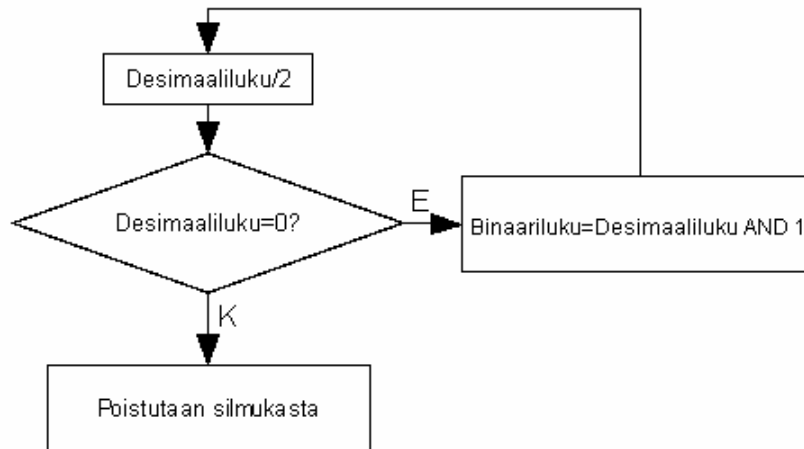 Desimaaliluku/2
Desimaaliluku=0?
E
Binaariluku=Desimaaliluku AND 1
K
Poistutaan silmukasta